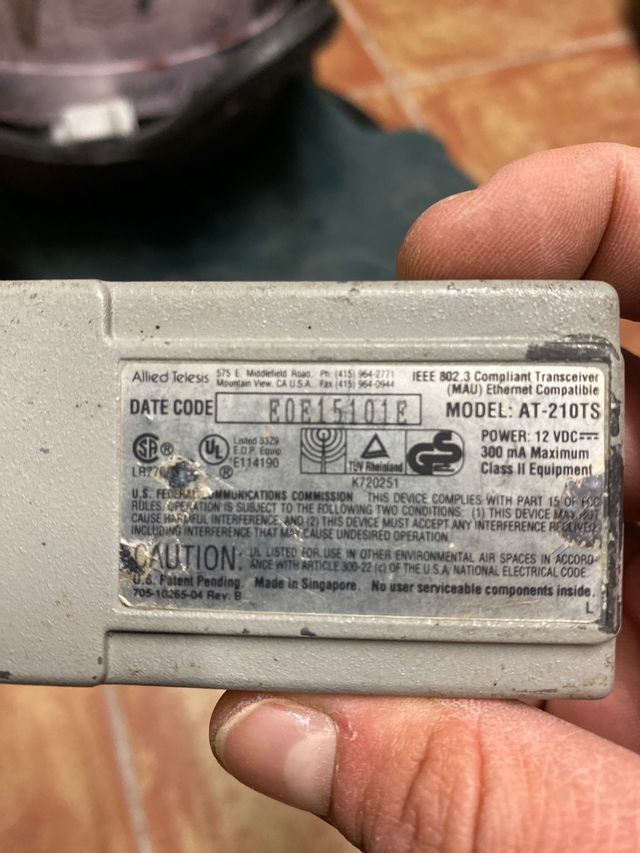 Allied Telesis
575 E. Middlefield Road Ph: (415) 964-2771
Mountain View, CA U.S.A. Fax (415) 964-0944
IEEE 802.3 Compliant Transceiver
(MAU) Ethernet Compatible
DATE CODE E0E15101E
MODEL: AT-210TS
SA ®
UL ®
Listed 33Z9
E.D.P. Equip
E114190
TÜV Rheinland
K720251
GS
POWER: 12 VDC
300 mA Maximum
Class II Equipment
U.S. FEDERAL COMMUNICATIONS COMMISSION THIS DEVICE COMPLIES WITH PART 15 OF FCC
RULES OPERATION IS SUBJECT TO THE FOLLOWING TWO CONDITIONS: (1) THIS DEVICE MAY NOT
CAUSE HARMFUL INTERFERENCE, AND (2) THIS DEVICE MUST ACCEPT ANY INTERFERENCE RECEIVED
INCLUDING INTERFERENCE THAT MAY CAUSE UNDESIRED OPERATION.
CAUTION: UL LISTED FOR USE IN OTHER ENVIRONMENTAL AIR SPACES IN ACCORD-
ANCE WITH ARTICLE 300-22 (c) OF THE U.S.A. NATIONAL ELECTRICAL CODE.
U.S. Patent Pending. Made in Singapore. No user serviceable components inside.
705-10265-04 Rev. B
L